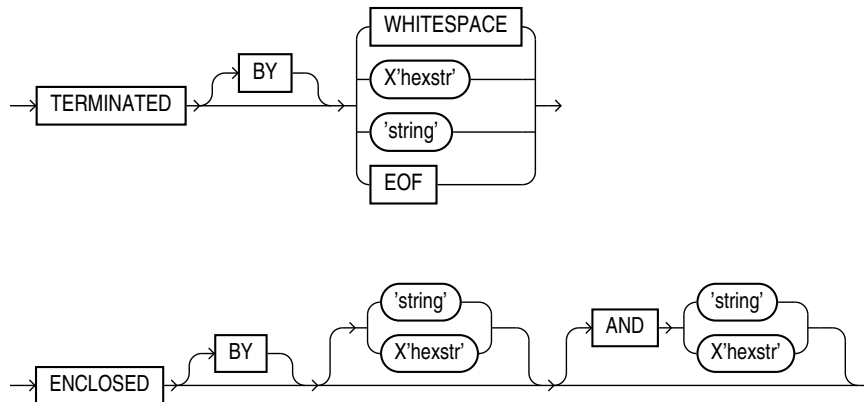 WHITESPACE
BY
X'hexstr'
TERMINATED
'string'
EOF
'string'
'string'
AND
BY
X'hexstr'
X'hexstr'
ENCLOSED